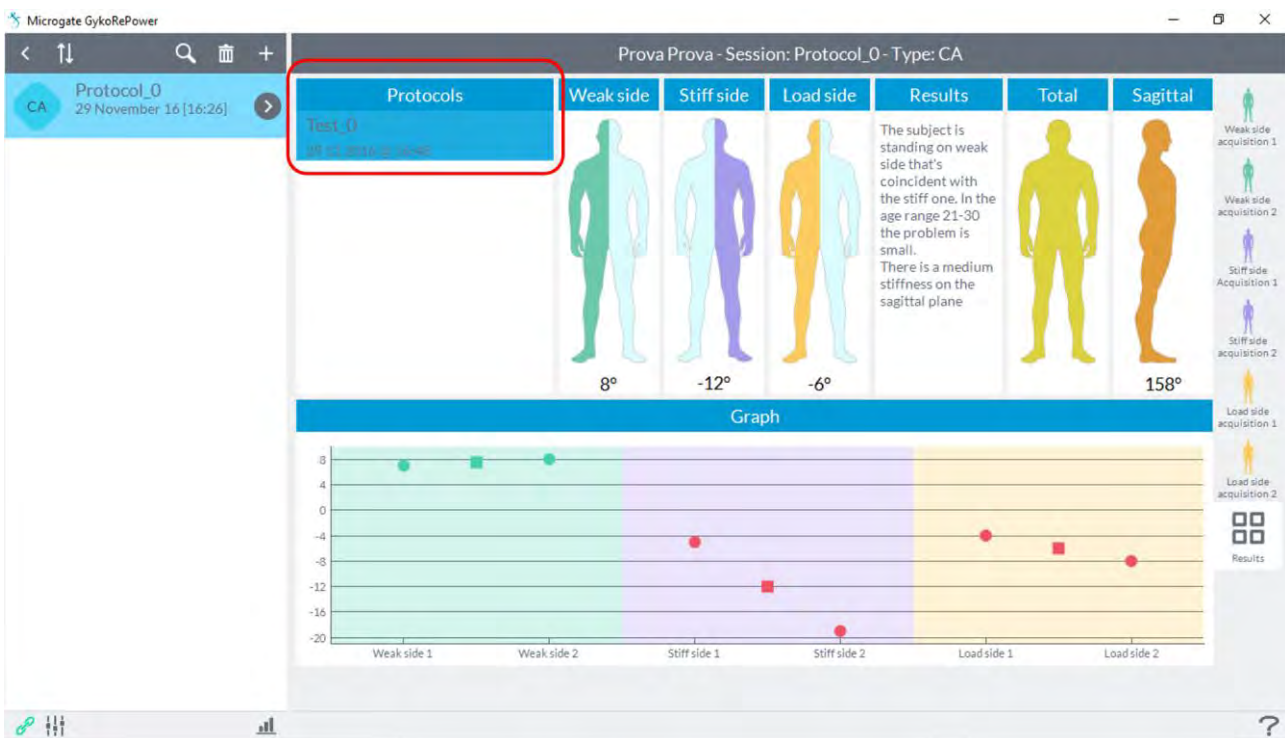 Microgate GykoRePower
Prova Prova - Session: Protocol_0 - Type: CA
CA
Protocol_0
29 November 16 [16:26]
Protocols
Test_0
Weak side
Stiff side
Load side
Results
Total
Sagittal
The subject is
standing on weak
side that's
coincident with
the stiff one. In the
age range 21-30
the problem is
small.
There is a medium
stiffness on the
sagittal plane
8°
-12°
-6°
158°
Weak side
acquisition 1
Weak side
acquisition 2
Stiff side
Acquisition 1
Stiff side
acquisition 2
Load side
acquisition 1
Load side
acquisition 2
Results
Graph
8
4
0
-4
-8
-12
-16
-20
Weak side 1
Weak side 2
Stiff side 1
Stiff side 2
Load side 1
Load side 2
?